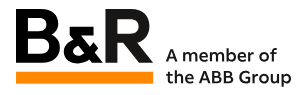 B&R
A member of
the ABB Group